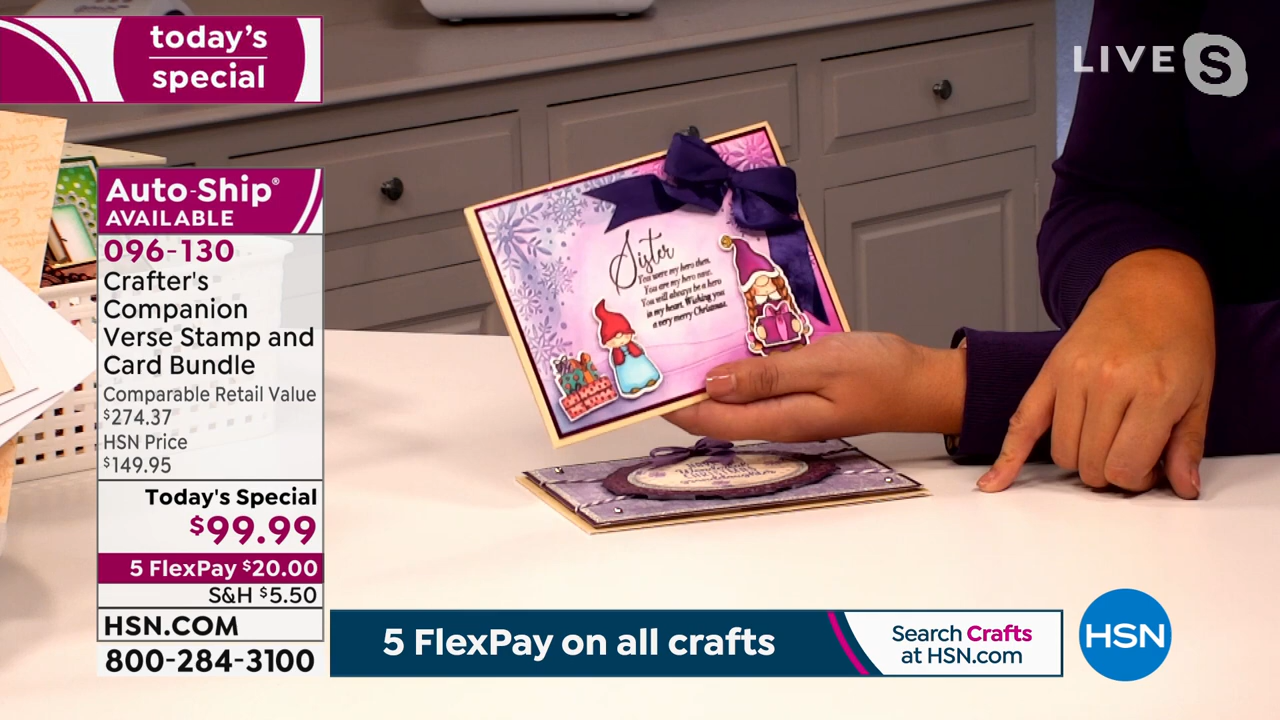 today's
special
LIVE S
Auto-Ship®
AVAILABLE
096-130
Crafter's
Companion
Verse Stamp and
Card Bundle
Comparable Retail Value
$274.37
HSN Price
$149.95
Today's Special
$99.99
5 FlexPay $20.00
S&H $5.50
HSN.COM
800-284-3100
Sister
You were my hero then.
You are my hero now.
You will always be a hero
in my heart. Wishing you
a very merry Christmas.
5 FlexPay on all crafts
Search Crafts
at HSN.com
HSN